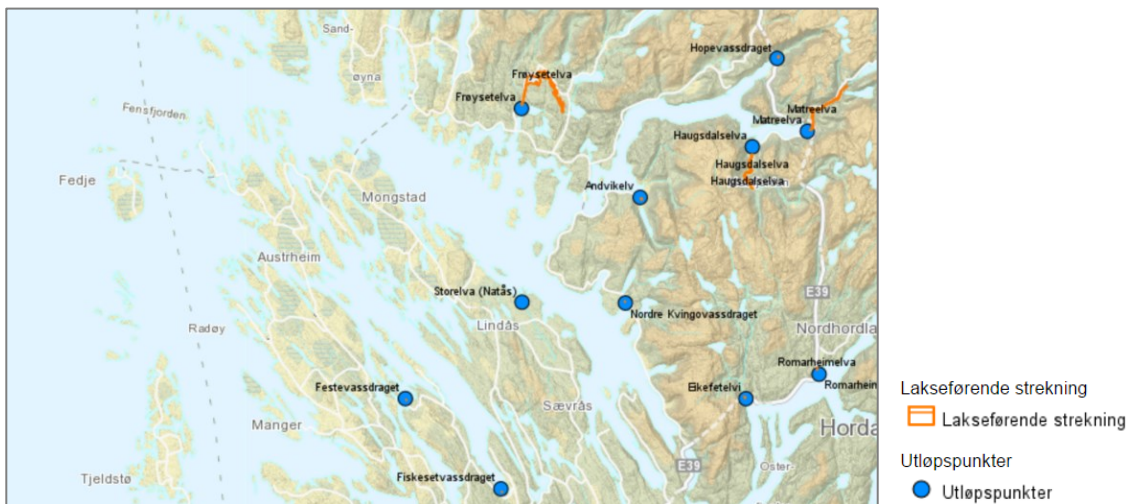 Sand-
øyna
Hopevassdraget
Frøysetelva
Frøysetelva
Fensfjorden
Matreelva
Matreelva
Haugsdalselva
Haugsdalselva
Haugsdalselva
Fedje
Mongstad
Andvikelv
Austrheim
E39
Storelva (Natås)
Nordre Kvingovassdraget
Radøy
Lindås
Nordhordla
Romarheimelva
Romarheim
Festevassdraget
Eikefetelvi
Sævrås
Manger
Horda
E39
Oster-
Tjeldstø
Fiskesetvassdraget
Lakseførende strekning
Lakseførende strekning
Utløpspunkter
Utløpspunkter